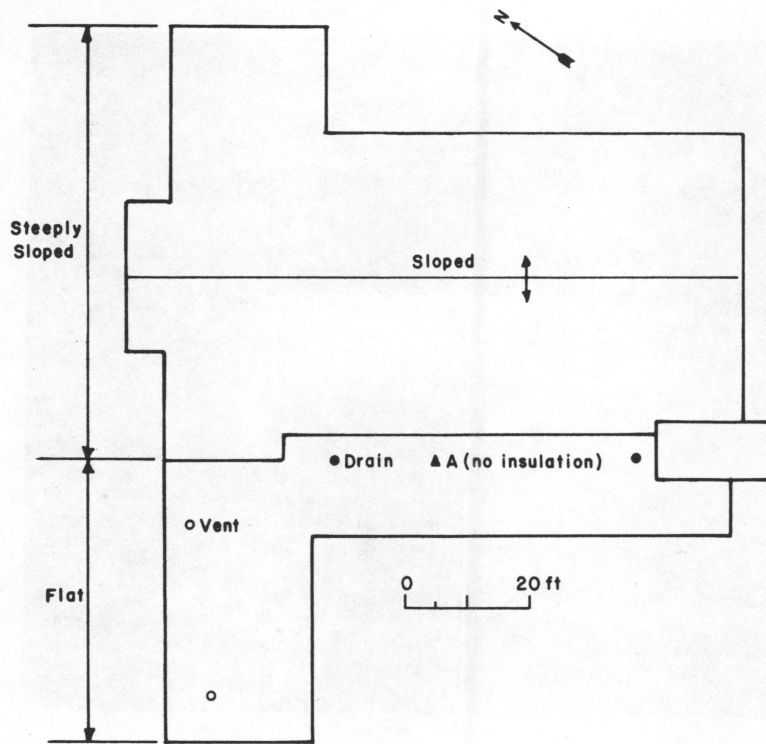 N
Steeply
Sloped
Sloped
Drain
A (no insulation)
Vent
Flat
0
20 ft